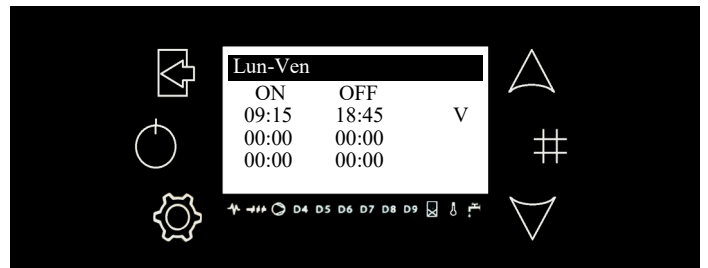 Lun-Ven
ON OFF
09:15 18:45 V
00:00 00:00
00:00 00:00
D4 D5 D6 D7 D8 D9